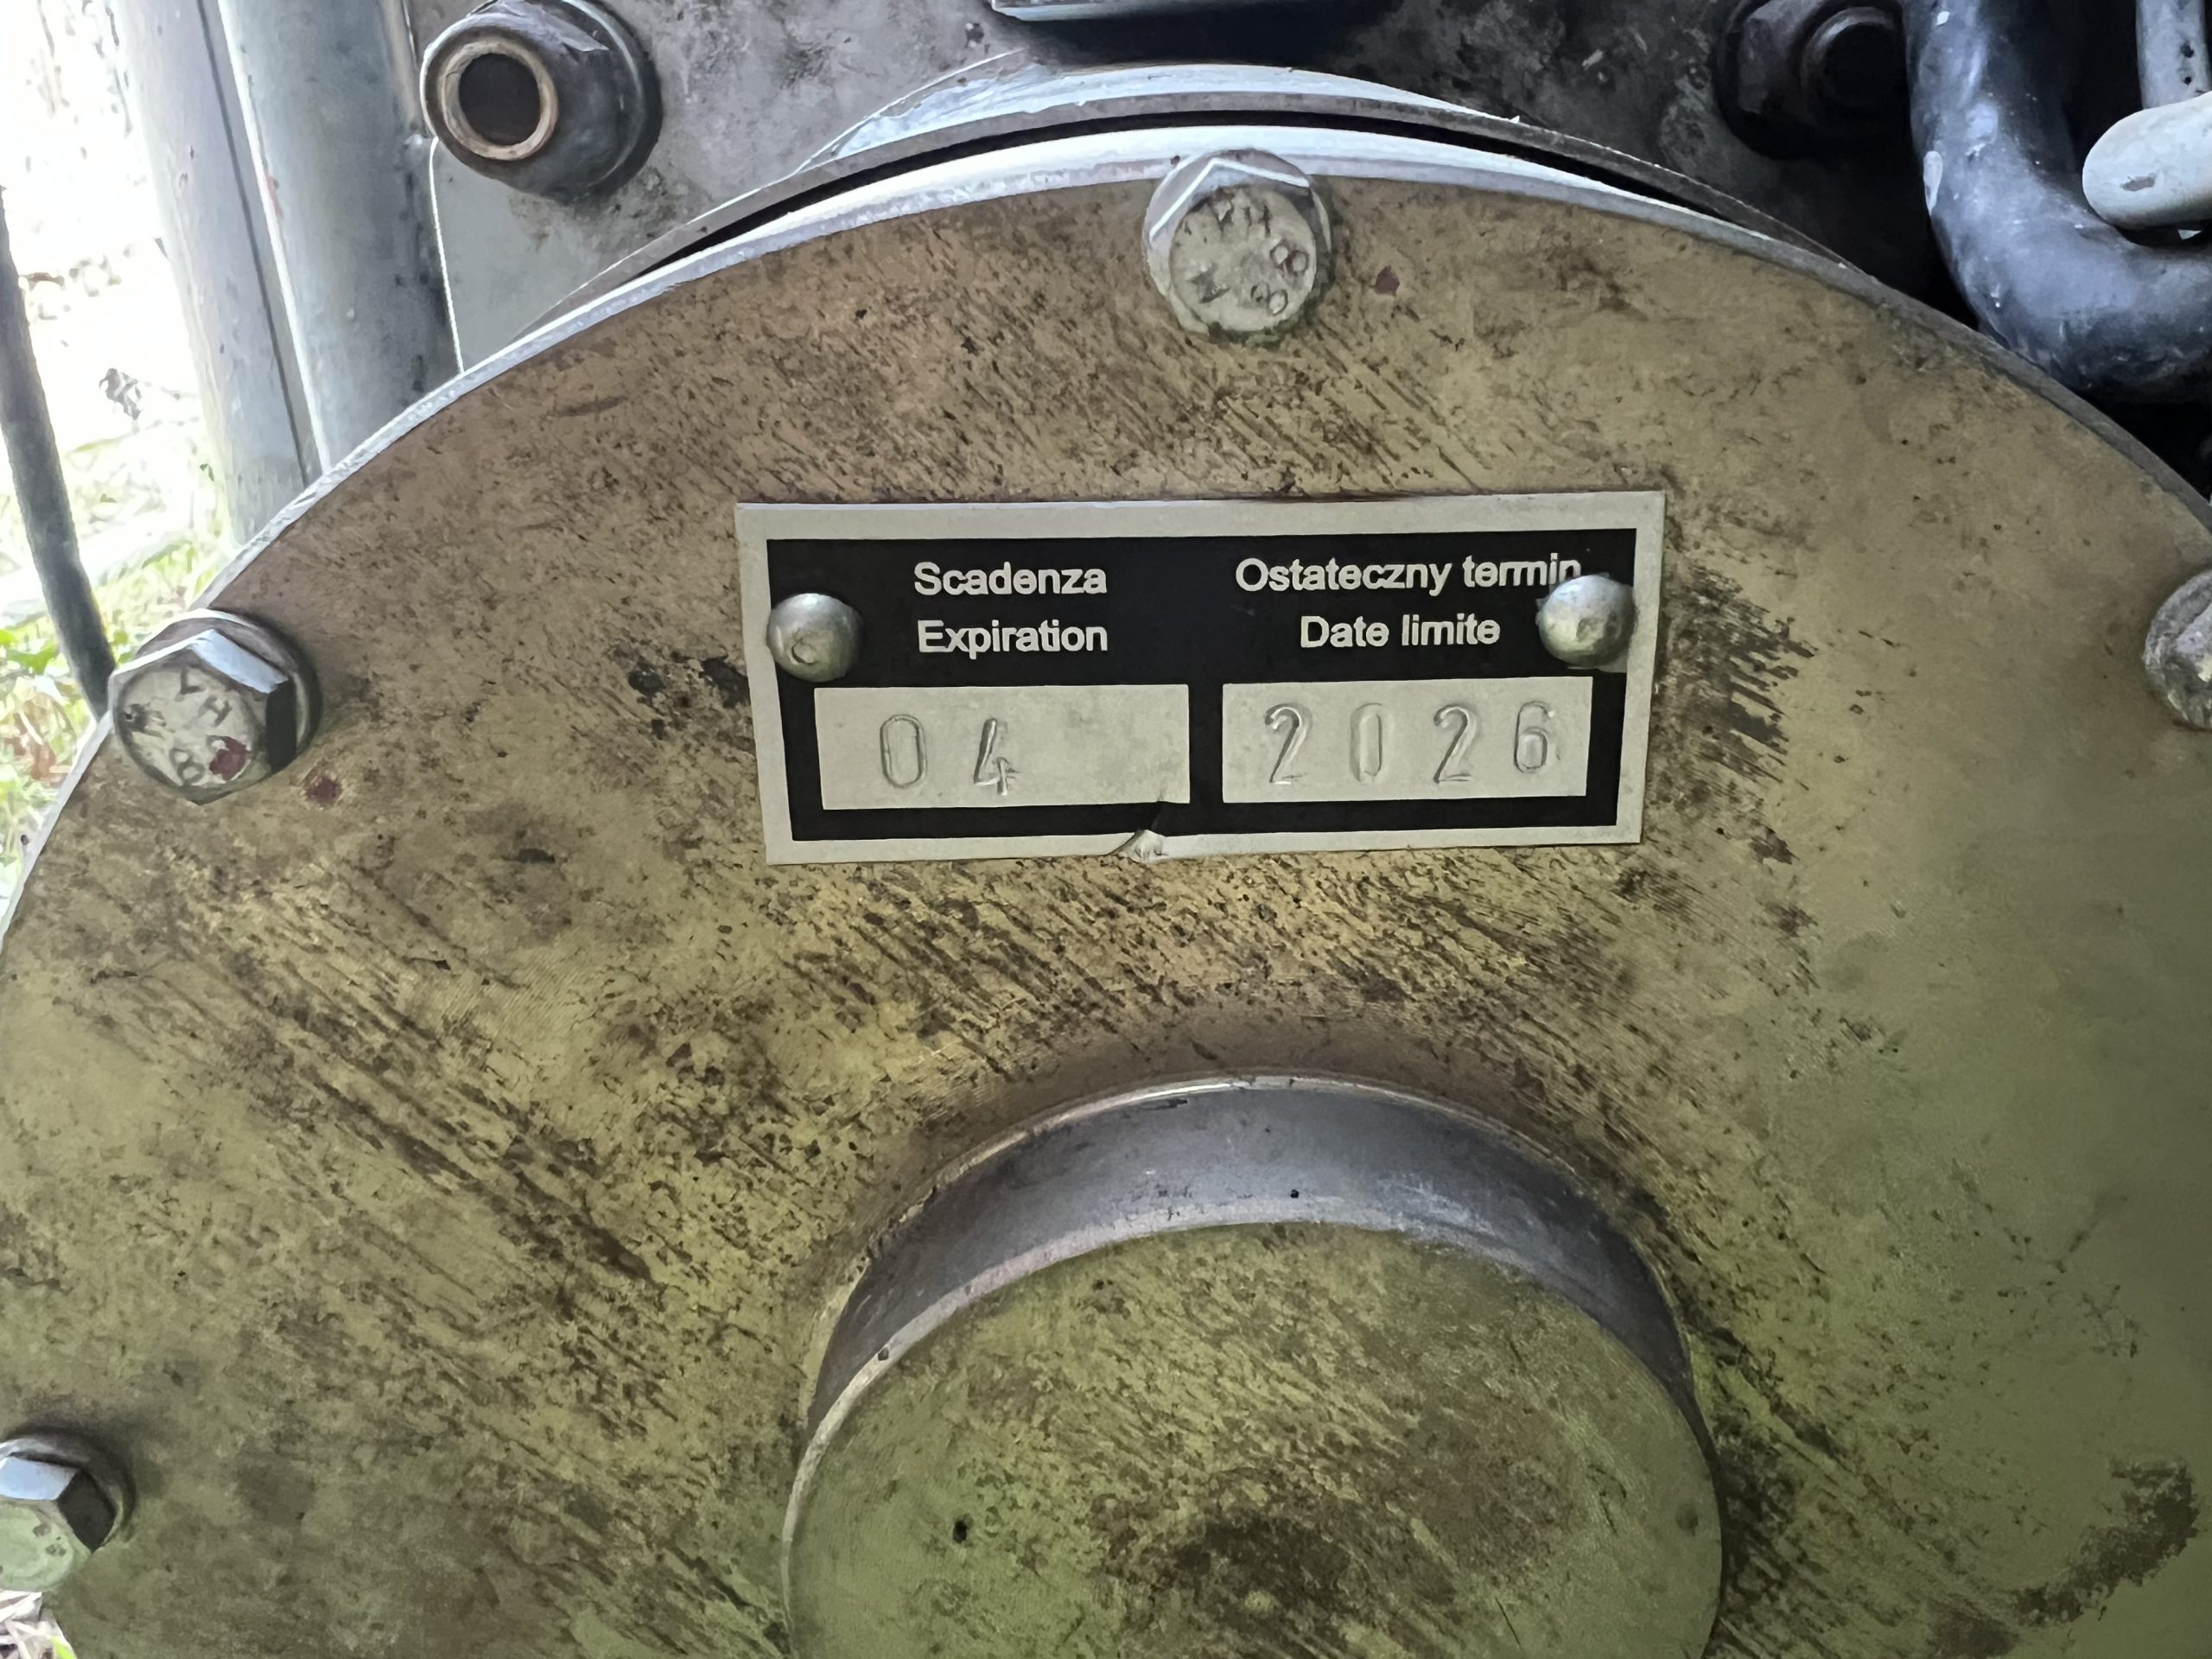 Scadenza
Expiration
Ostateczny termin
Date limite
04
2026